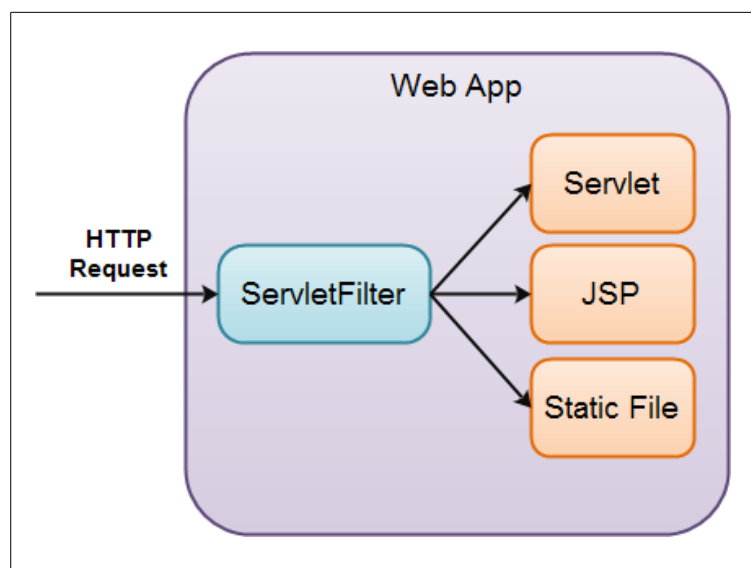 Web App
Servlet
HTTP
Request
ServletFilter
JSP
Static File